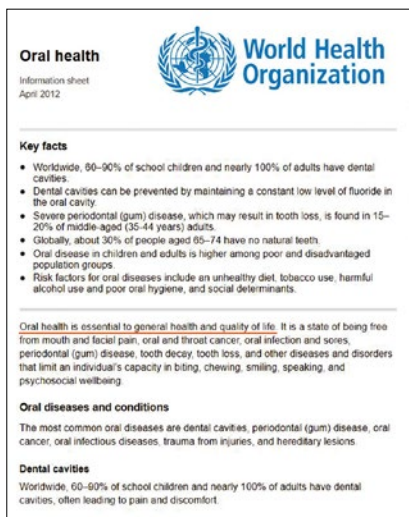 Oral health
World Health
Organization
Information sheet
April 2012
Key facts
• Worldwide, 60–90% of school children and nearly 100% of adults have dental
cavities.
• Dental cavities can be prevented by maintaining a constant low level of fluoride in
the oral cavity.
• Severe periodontal (gum) disease, which may result in tooth loss, is found in 15–
20% of middle-aged (35-44 years) adults.
• Globally, about 30% of people aged 65–74 have no natural teeth.
• Oral disease in children and adults is higher among poor and disadvantaged
population groups.
• Risk factors for oral diseases include an unhealthy diet, tobacco use, harmful
alcohol use and poor oral hygiene, and social determinants.
Oral health is essential to general health and quality of life. It is a state of being free
from mouth and facial pain, oral and throat cancer, oral infection and sores,
periodontal (gum) disease, tooth decay, tooth loss, and other diseases and disorders
that limit an individual's capacity in biting, chewing, smiling, speaking, and
psychosocial wellbeing.
Oral diseases and conditions
The most common oral diseases are dental cavities, periodontal (gum) disease, oral
cancer, oral infectious diseases, trauma from injuries, and hereditary lesions.
Dental cavities
Worldwide, 60–90% of school children and nearly 100% of adults have dental
cavities, often leading to pain and discomfort.